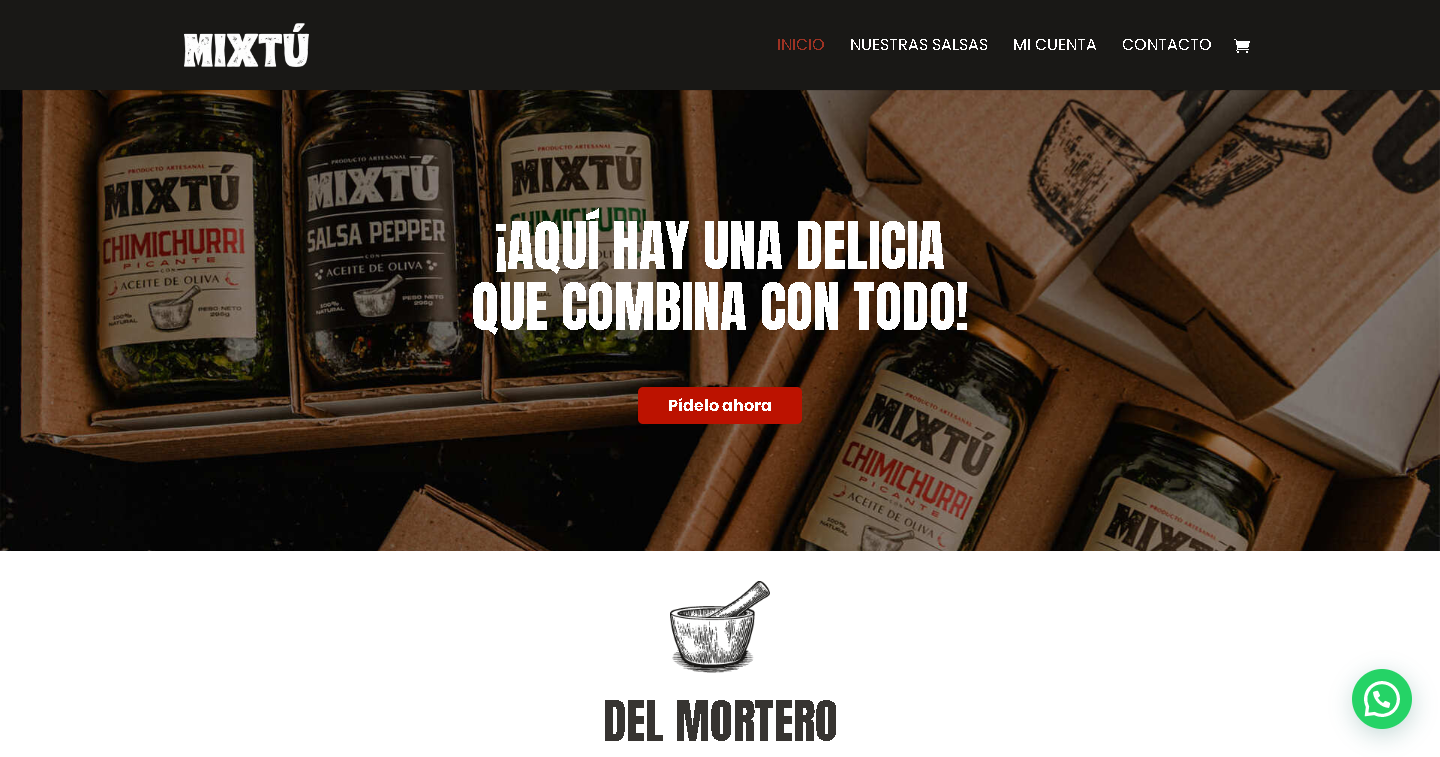 MIXTÚ
INICIO
NUESTRAS SALSAS
MI CUENTA
CONTACTO
PRODUCTO ARTESANAL
MIXTÚ
CHIMICHURRI
PICANTE
CON
ACEITE DE OLIVA
100%
NATURAL
PESO NETO
296g
PRODUCTO ARTESANAL
MIXTÚ
SALSA PEPPER
CON
ACEITE DE OLIVA
100%
NATURAL
PESO NETO
296g
PRODUCTO ARTESANAL
MIXTÚ
CHIMICHURRI
¡AQUÍ HAY UNA DELICIA
QUE COMBINA CON TODO!
Pídelo ahora
PRODUCTO ARTESANAL
MIXTÚ
CHIMICHURRI
PICANTE
CON
ACEITE DE OLIVA
100%
NATURAL
PRODUCTO ARTESANAL
MIXTÚ
DEL MORTERO